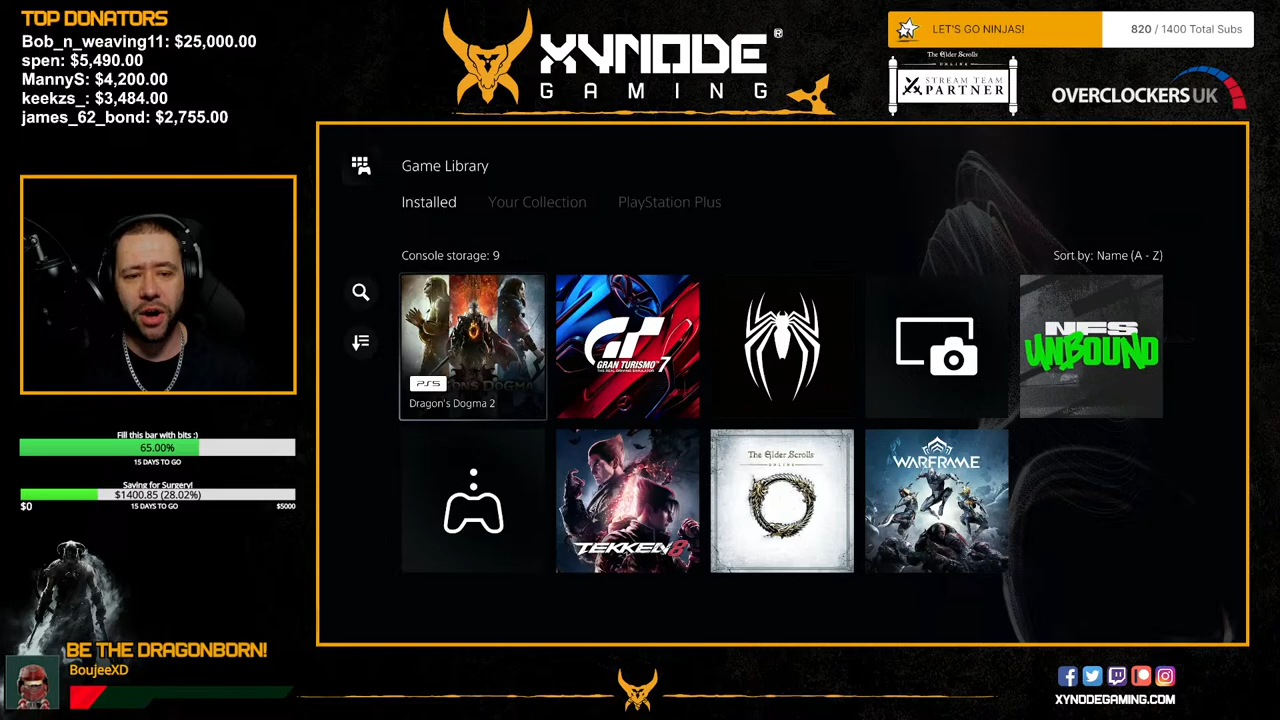 TOP DONATORS
Bob_n_weaving11: $25,000.00
spen: $5,490.00
MannyS: $4,200.00
keekzs_: $3,484.00
james_62_bond: $2,755.00
XYNODE®
GAMING
LET'S GO NINJAS!
820 / 1400 Total Subs
The Elder Scrolls
ONLINE
STREAM TEAM
PARTNER
OVERCLOCKERS UK
Game Library
Installed Your Collection PlayStation Plus
Console storage: 9
Sort by: Name (A - Z)
PS5
Dragon's Dogma 2
GT
GRAN TURISMO 7
THE REAL DRIVING SIMULATOR
NFS
UNBOUND
TEKKEN 8
The Elder Scrolls
ONLINE
WARFRAME
Fill this bar with bits :)
65.00%
15 DAYS TO GO
Saving for Surgery!
$1400.85 (28.02%)
$0
15 DAYS TO GO
$5000
BE THE DRAGONBORN!
BoujeeXD
XYNODEGAMING.COM